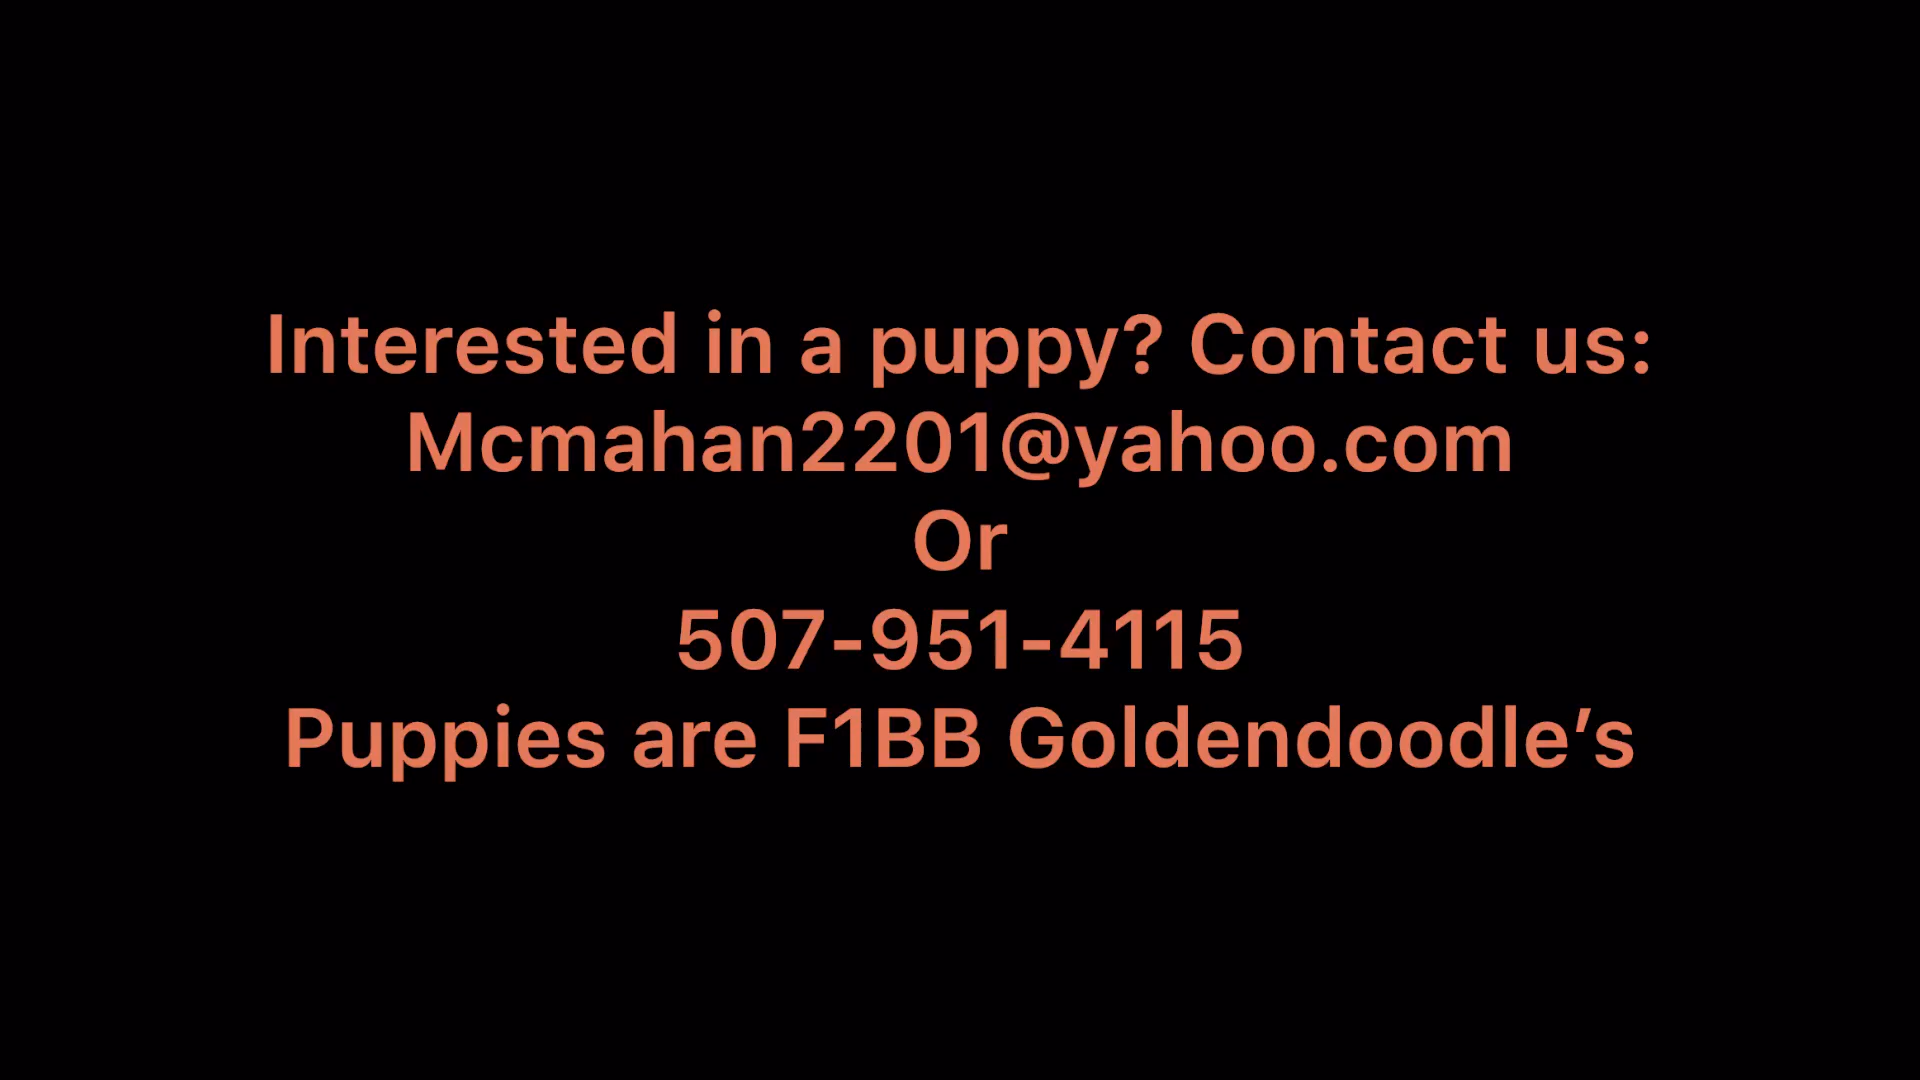 Interested in a puppy? Contact us:
Mcmahan2201@yahoo.com
Or
507-951-4115
Puppies are F1BB Goldendoodle’s